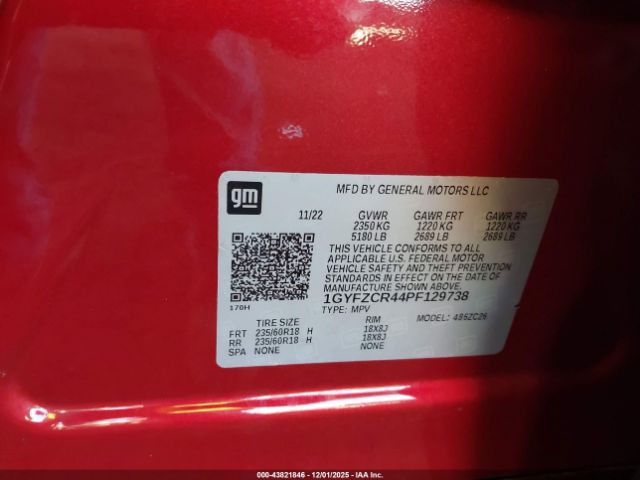 gm
MFD BY GENERAL MOTORS LLC
11/22 GVWR GAWR FRT GAWR RR
2350 KG 1220 KG 1220 KG
5180 LB 2689 LB 2689 LB
THIS VEHICLE CONFORMS TO ALL
APPLICABLE U.S. FEDERAL MOTOR
VEHICLE SAFETY AND THEFT PREVENTION
STANDARDS IN EFFECT ON THE DATE OF
MANUFACTURE SHOWN ABOVE.
170H
1GYFZCR44PF129738
TYPE: MPV MODEL: 4862C26
TIRE SIZE RIM
FRT 235/60R18 H 18X8J
RR 235/60R18 H 18X8J
SPA NONE NONE
000-43821846 • 12/01/2025 • IAA Inc.